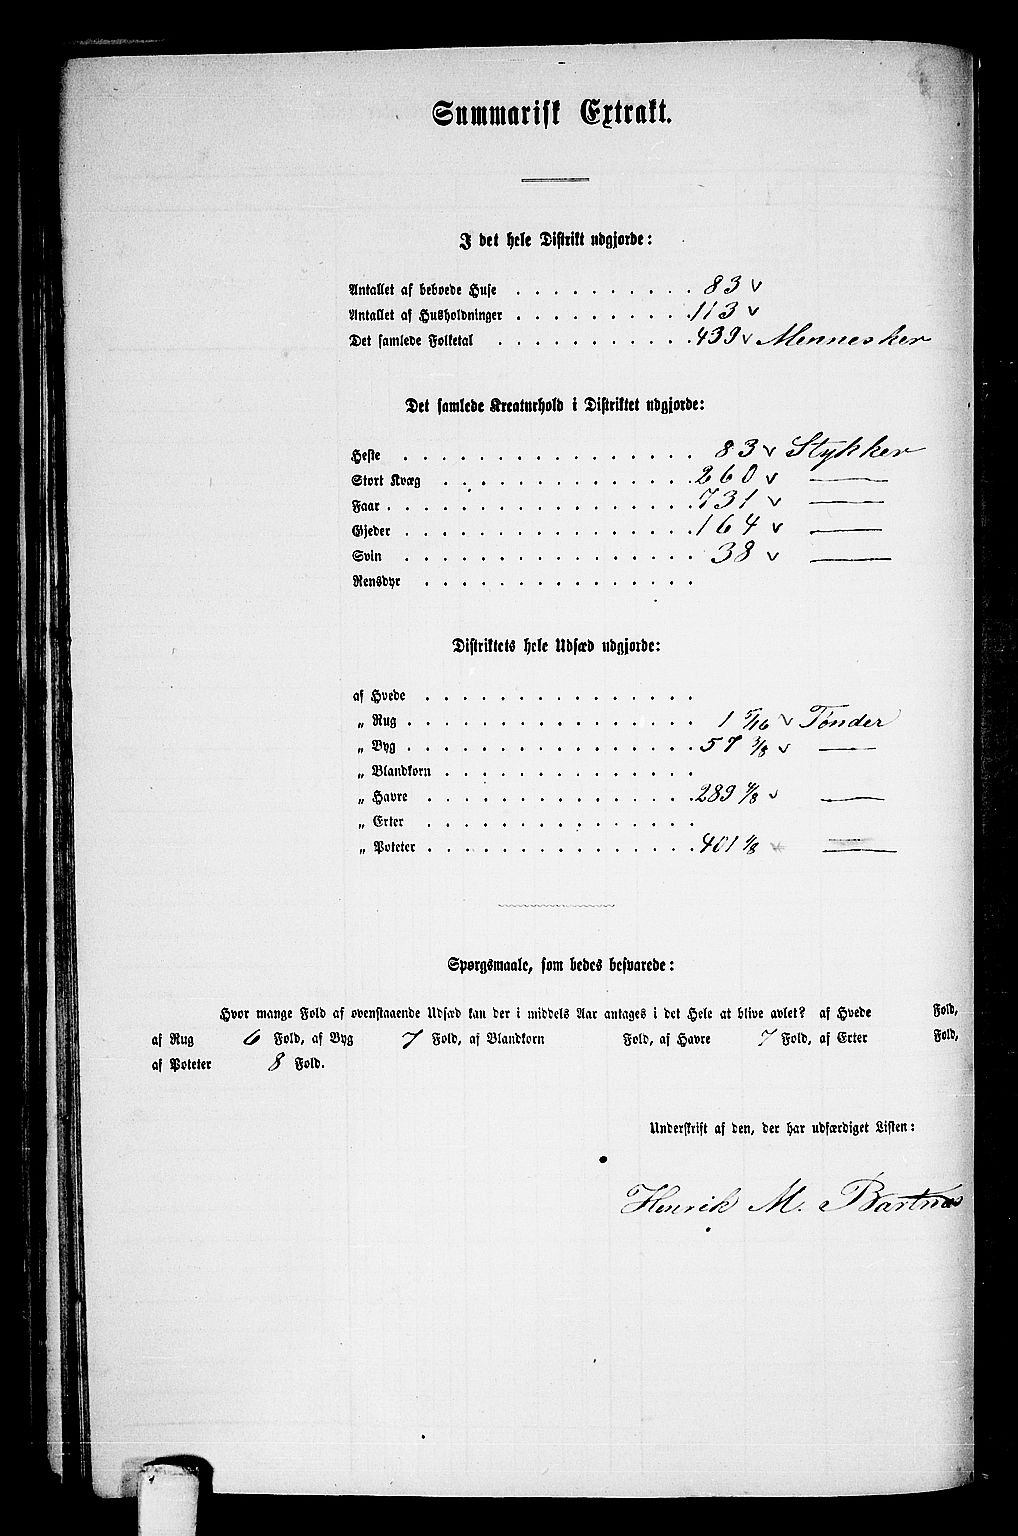 Summarisk Extrakt.
I det hele Distrikt udgjorde:
Antallet af beboede Huse . . . . . . . . . . 83 v
Antallet af Husholdninger . . . . . . . . . . 113 v
Det samlede Folketal . . . . . . . . . . . 439 v Mennesker
Det samlede Kreaturhold i Distriktet udgjorde:
Heste . . . . . . . . . . . . . . . . 83 v Stykker
Stort Kvæg . . . . . . . . . . . . . . 260 v —
Faar . . . . . . . . . . . . . . . . . 731 v —
Gjeder . . . . . . . . . . . . . . . . 164 v —
Svin . . . . . . . . . . . . . . . . 38 v —
Rensdyr . . . . . . . . . . . . . . .
Distriktets hele Udsæd udgjorde:
af Hvede . . . . . . . . . . . . . . .
„ Rug . . . . . . . . . . . . . . . . 1 5/16 v Tønder
„ Byg . . . . . . . . . . . . . . . . 57 3/8 v —
„ Blandkorn . . . . . . . . . . . . . .
„ Havre . . . . . . . . . . . . . . . 289 4/8 v —
„ Erter . . . . . . . . . . . . . . .
„ Poteter . . . . . . . . . . . . . . . 401 1/8 v —
Spørgsmaale, som bedes besvarede:
Hvor mange Fold af ovenstaaende Udsæd kan der i middels Aar antages i det Hele at blive avlet? af Hvede Fold,
af Rug 6 Fold, af Byg 7 Fold, af Blandkorn Fold, af Havre 7 Fold, af Erter Fold,
af Poteter 8 Fold.
Underskrift af den, der har udfærdiget Listen:
Henrik M. Bartnæs